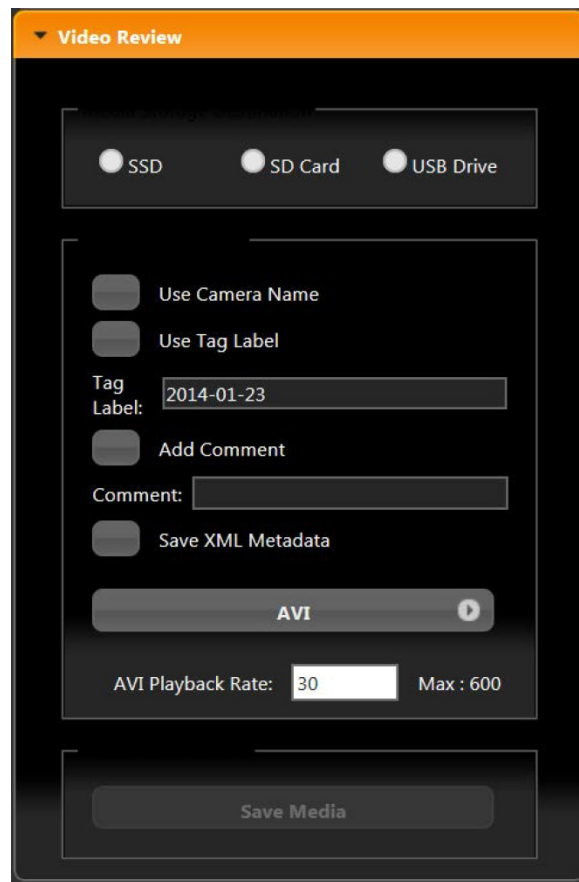 Video Review
SSD SD Card USB Drive
Use Camera Name
Use Tag Label
Tag
Label: 2014-01-23
Add Comment
Comment:
Save XML Metadata
AVI
AVI Playback Rate: 30 Max : 600
Save Media